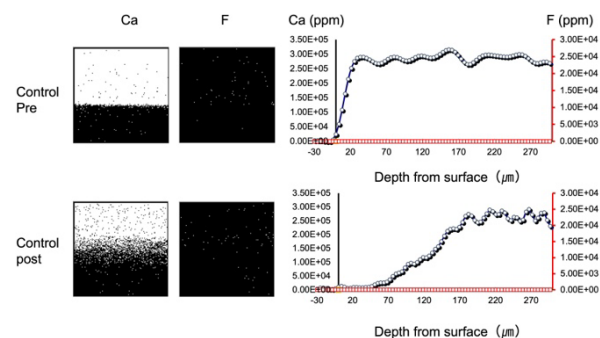 Ca F Ca (ppm) F (ppm)
Control Pre
3.50E+05
3.00E+05
2.50E+05
2.00E+05
1.50E+05
1.00E+05
5.00E+04
0.00E+00
3.00E+04
2.50E+04
2.00E+04
1.50E+04
1.00E+04
5.00E+03
0.00E+00
-30 20 70 120 170 220 270
Depth from surface (μm)
Control post
3.50E+05
3.00E+05
2.50E+05
2.00E+05
1.50E+05
1.00E+05
5.00E+04
0.00E+00
3.00E+04
2.50E+04
2.00E+04
1.50E+04
1.00E+04
5.00E+03
0.00E+00
-30 20 70 120 170 220 270
Depth from surface (μm)